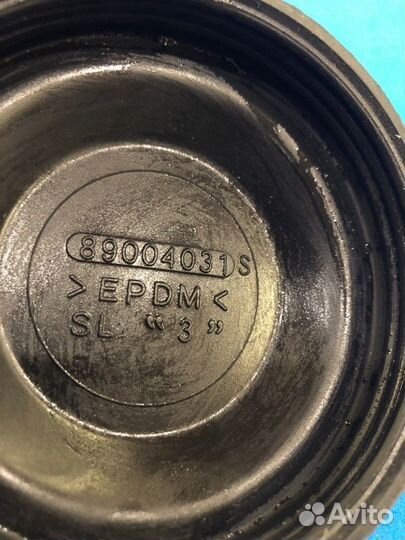 89004031S
>EPDM<
SL. “3”
Avito